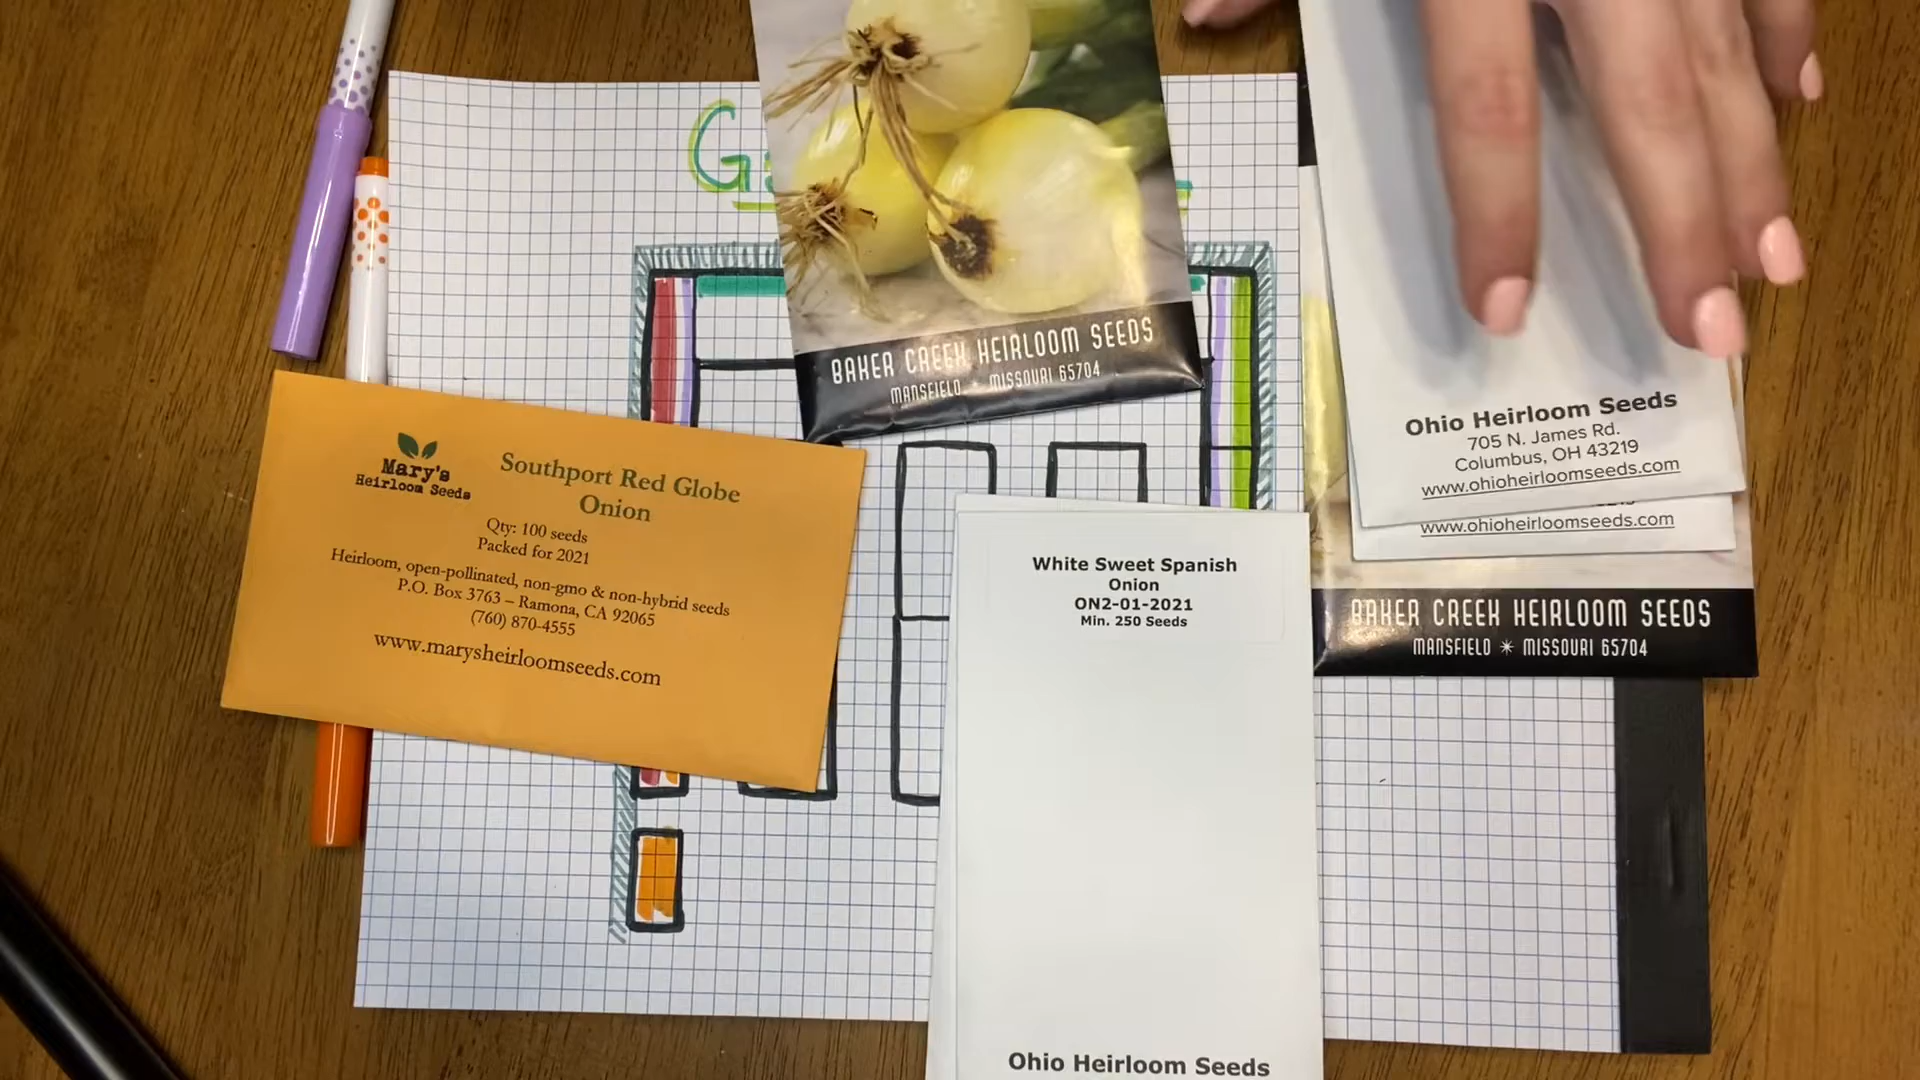 BAKER CREEK HEIRLOOM SEEDS
MANSFIELD MISSOURI 65704
Mary's
Heirloom Seeds
Southport Red Globe
Onion
Qty: 100 seeds
Packed for 2021
Heirloom, open-pollinated, non-gmo & non-hybrid seeds
P.O. Box 3763 – Ramona, CA 92065
(760) 870-4555
www.marysheirloomseeds.com
White Sweet Spanish
Onion
ON2-01-2021
Min. 250 Seeds
Ohio Heirloom Seeds
Ohio Heirloom Seeds
705 N. James Rd.
Columbus, OH 43219
www.ohioheirloomseeds.com
www.ohioheirloomseeds.com
BAKER CREEK HEIRLOOM SEEDS
MANSFIELD ✴ MISSOURI 65704